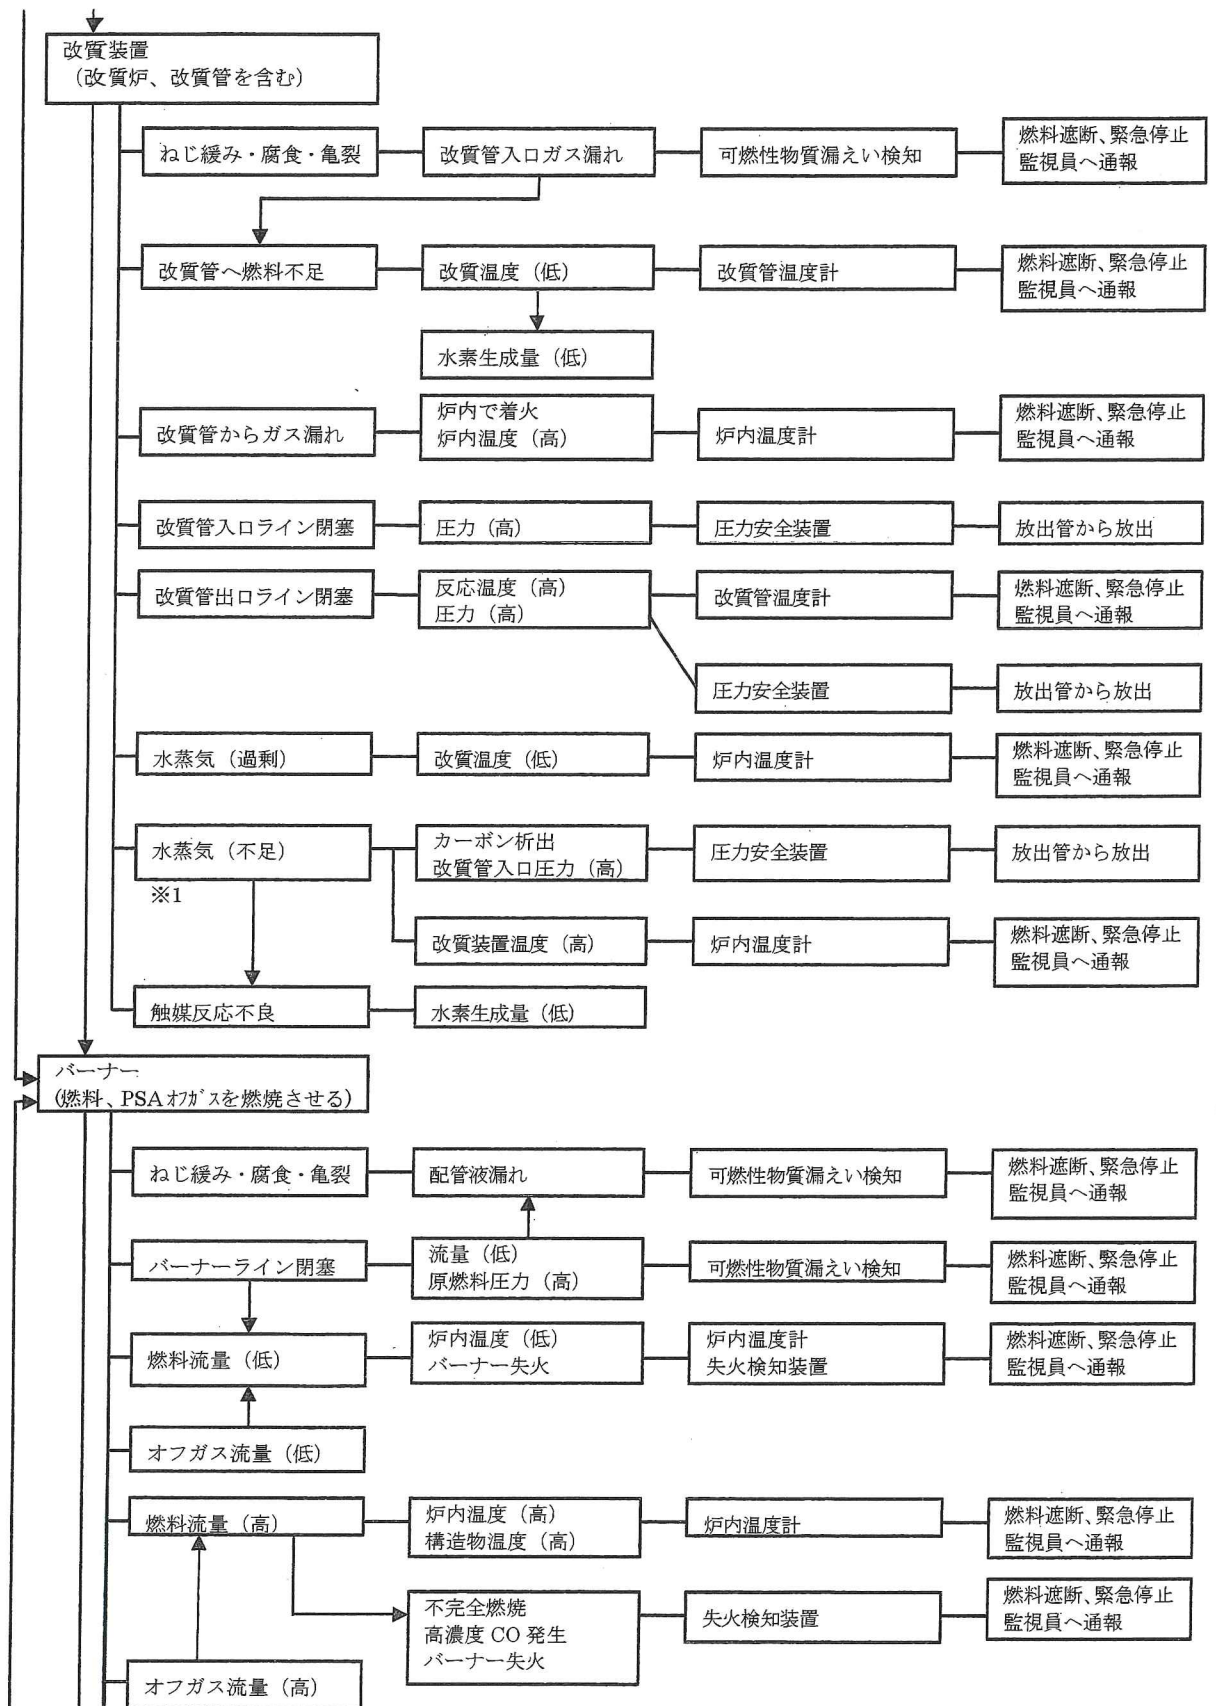 改質装置
（改質炉、改質管を含む）
ねじ緩み・腐食・亀裂
改質管入口ガス漏れ
可燃性物質漏えい検知
燃料遮断、緊急停止
監視員へ通報
改質管へ燃料不足
改質温度（低）
改質管温度計
燃料遮断、緊急停止
監視員へ通報
水素生成量（低）
改質管からガス漏れ
炉内で着火
炉内温度（高）
炉内温度計
燃料遮断、緊急停止
監視員へ通報
改質管入口ライン閉塞
圧力（高）
圧力安全装置
放出管から放出
改質管出口ライン閉塞
反応温度（高）
圧力（高）
改質管温度計
燃料遮断、緊急停止
監視員へ通報
圧力安全装置
放出管から放出
水蒸気（過剰）
改質温度（低）
炉内温度計
燃料遮断、緊急停止
監視員へ通報
水蒸気（不足）
※1
カーボン析出
改質管入口圧力（高）
圧力安全装置
放出管から放出
改質装置温度（高）
炉内温度計
燃料遮断、緊急停止
監視員へ通報
触媒反応不良
水素生成量（低）
バーナー
(燃料、PSAｵﾌｶﾞｽを燃焼させる)
ねじ緩み・腐食・亀裂
配管液漏れ
可燃性物質漏えい検知
燃料遮断、緊急停止
監視員へ通報
バーナーライン閉塞
流量（低）
原燃料圧力（高）
可燃性物質漏えい検知
燃料遮断、緊急停止
監視員へ通報
燃料流量（低）
炉内温度（低）
バーナー失火
炉内温度計
失火検知装置
燃料遮断、緊急停止
監視員へ通報
オフガス流量（低）
燃料流量（高）
炉内温度（高）
構造物温度（高）
炉内温度計
燃料遮断、緊急停止
監視員へ通報
不完全燃焼
高濃度 CO 発生
バーナー失火
失火検知装置
燃料遮断、緊急停止
監視員へ通報
オフガス流量（高）